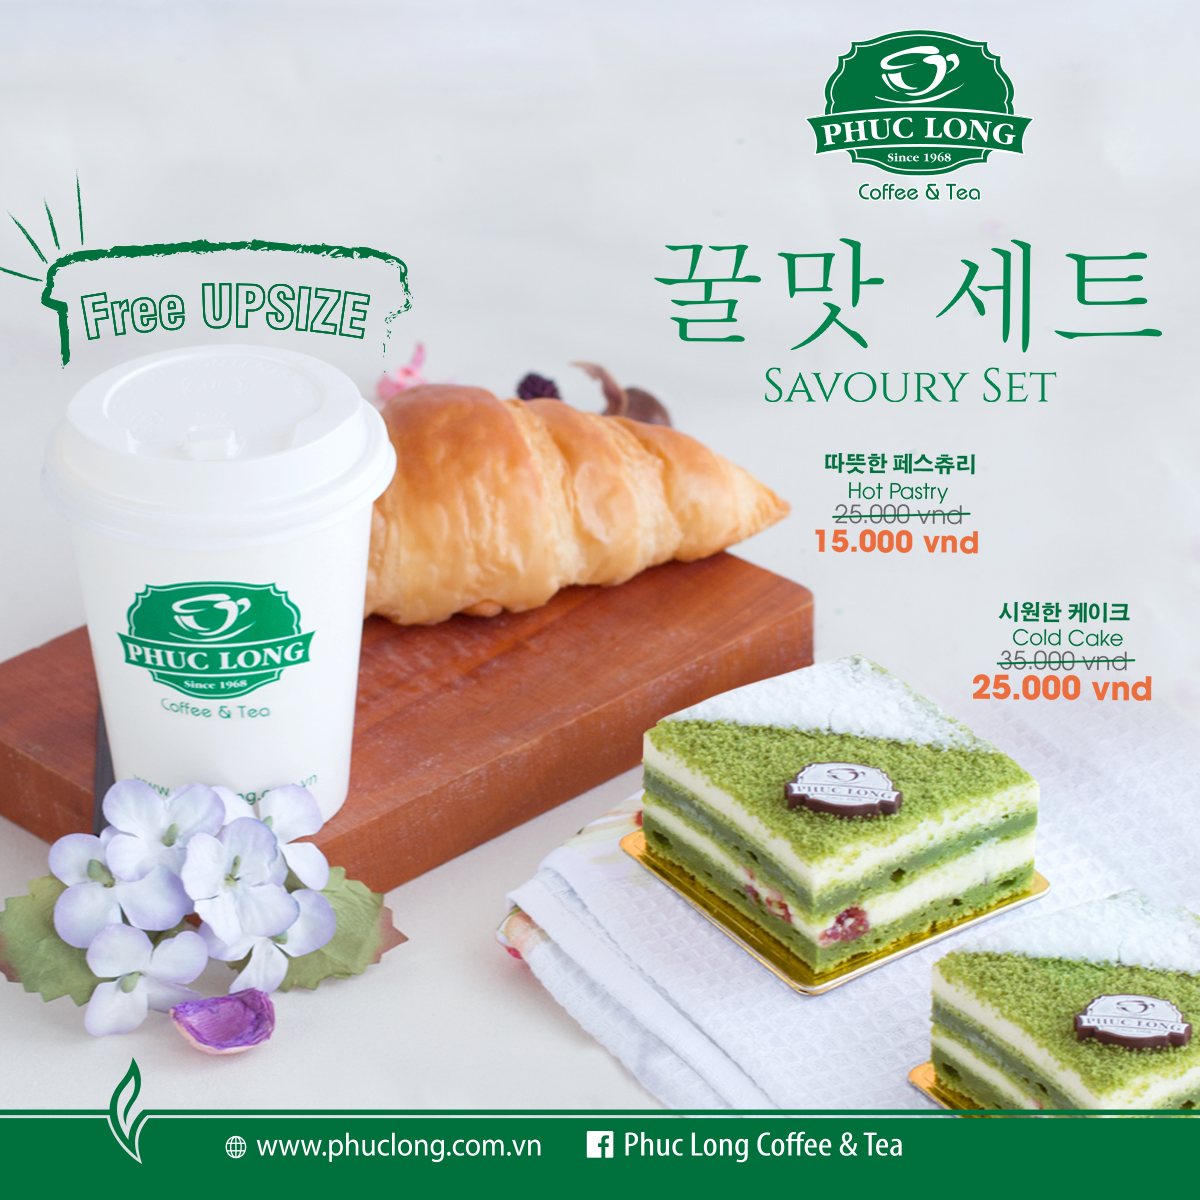 PHUC LONG
Since 1968
Coffee & Tea
Free UPSIZE
꿀맛 세트
SAVOURY SET
따뜻한 페스츄리
Hot Pastry
25.000 vnd
15.000 vnd
시원한 케이크
Cold Cake
35.000 vnd
25.000 vnd
PHUC LONG
Since 1968
Coffee & Tea
PHUC LONG
PHUC LONG
www.phuclong.com.vn
Phuc Long Coffee & Tea